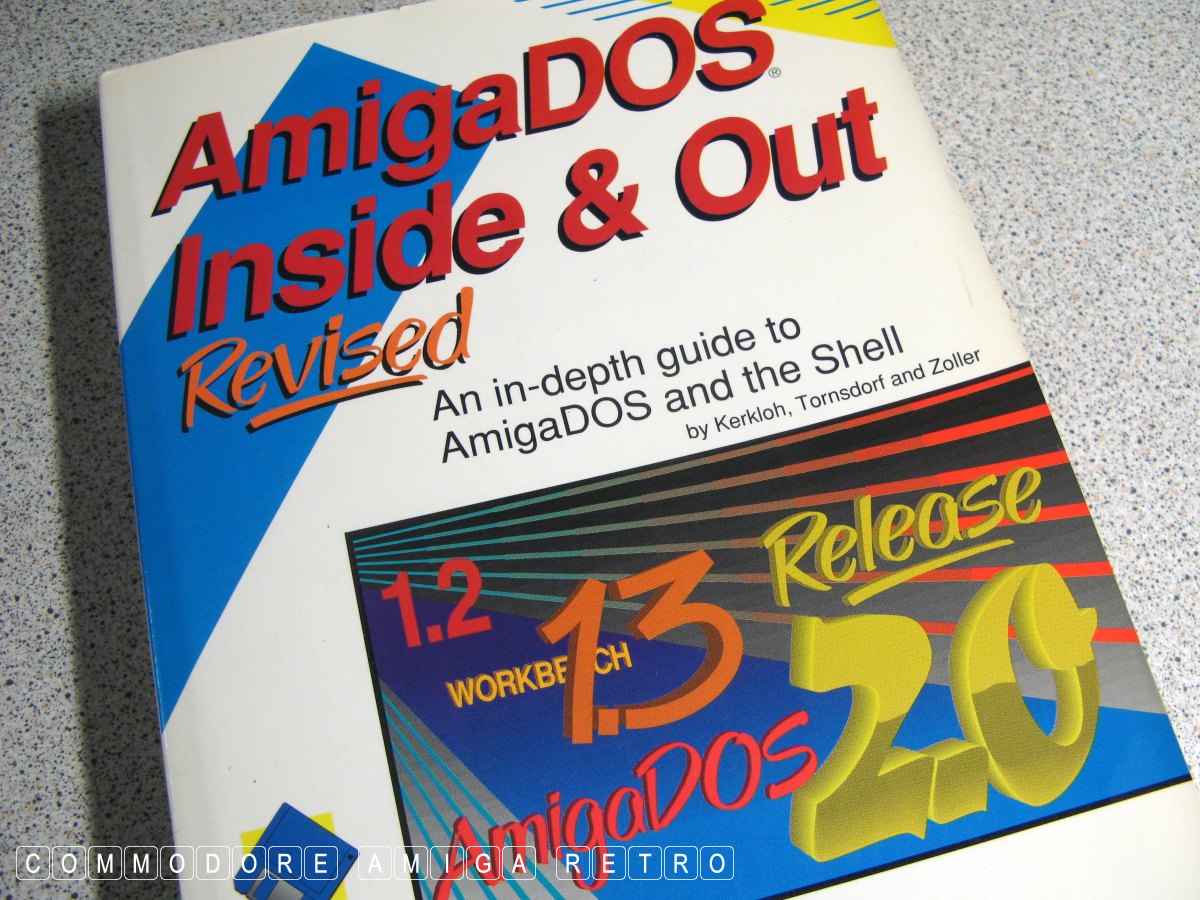 AmigaDOS®
Inside & Out
Revised
An in-depth guide to
AmigaDOS and the Shell
by Kerkloh, Tornsdorf and Zoller
1.2
WORKBENCH
1.3
Release
2.0
AmigaDOS
COMMODORE AMIGA RETRO